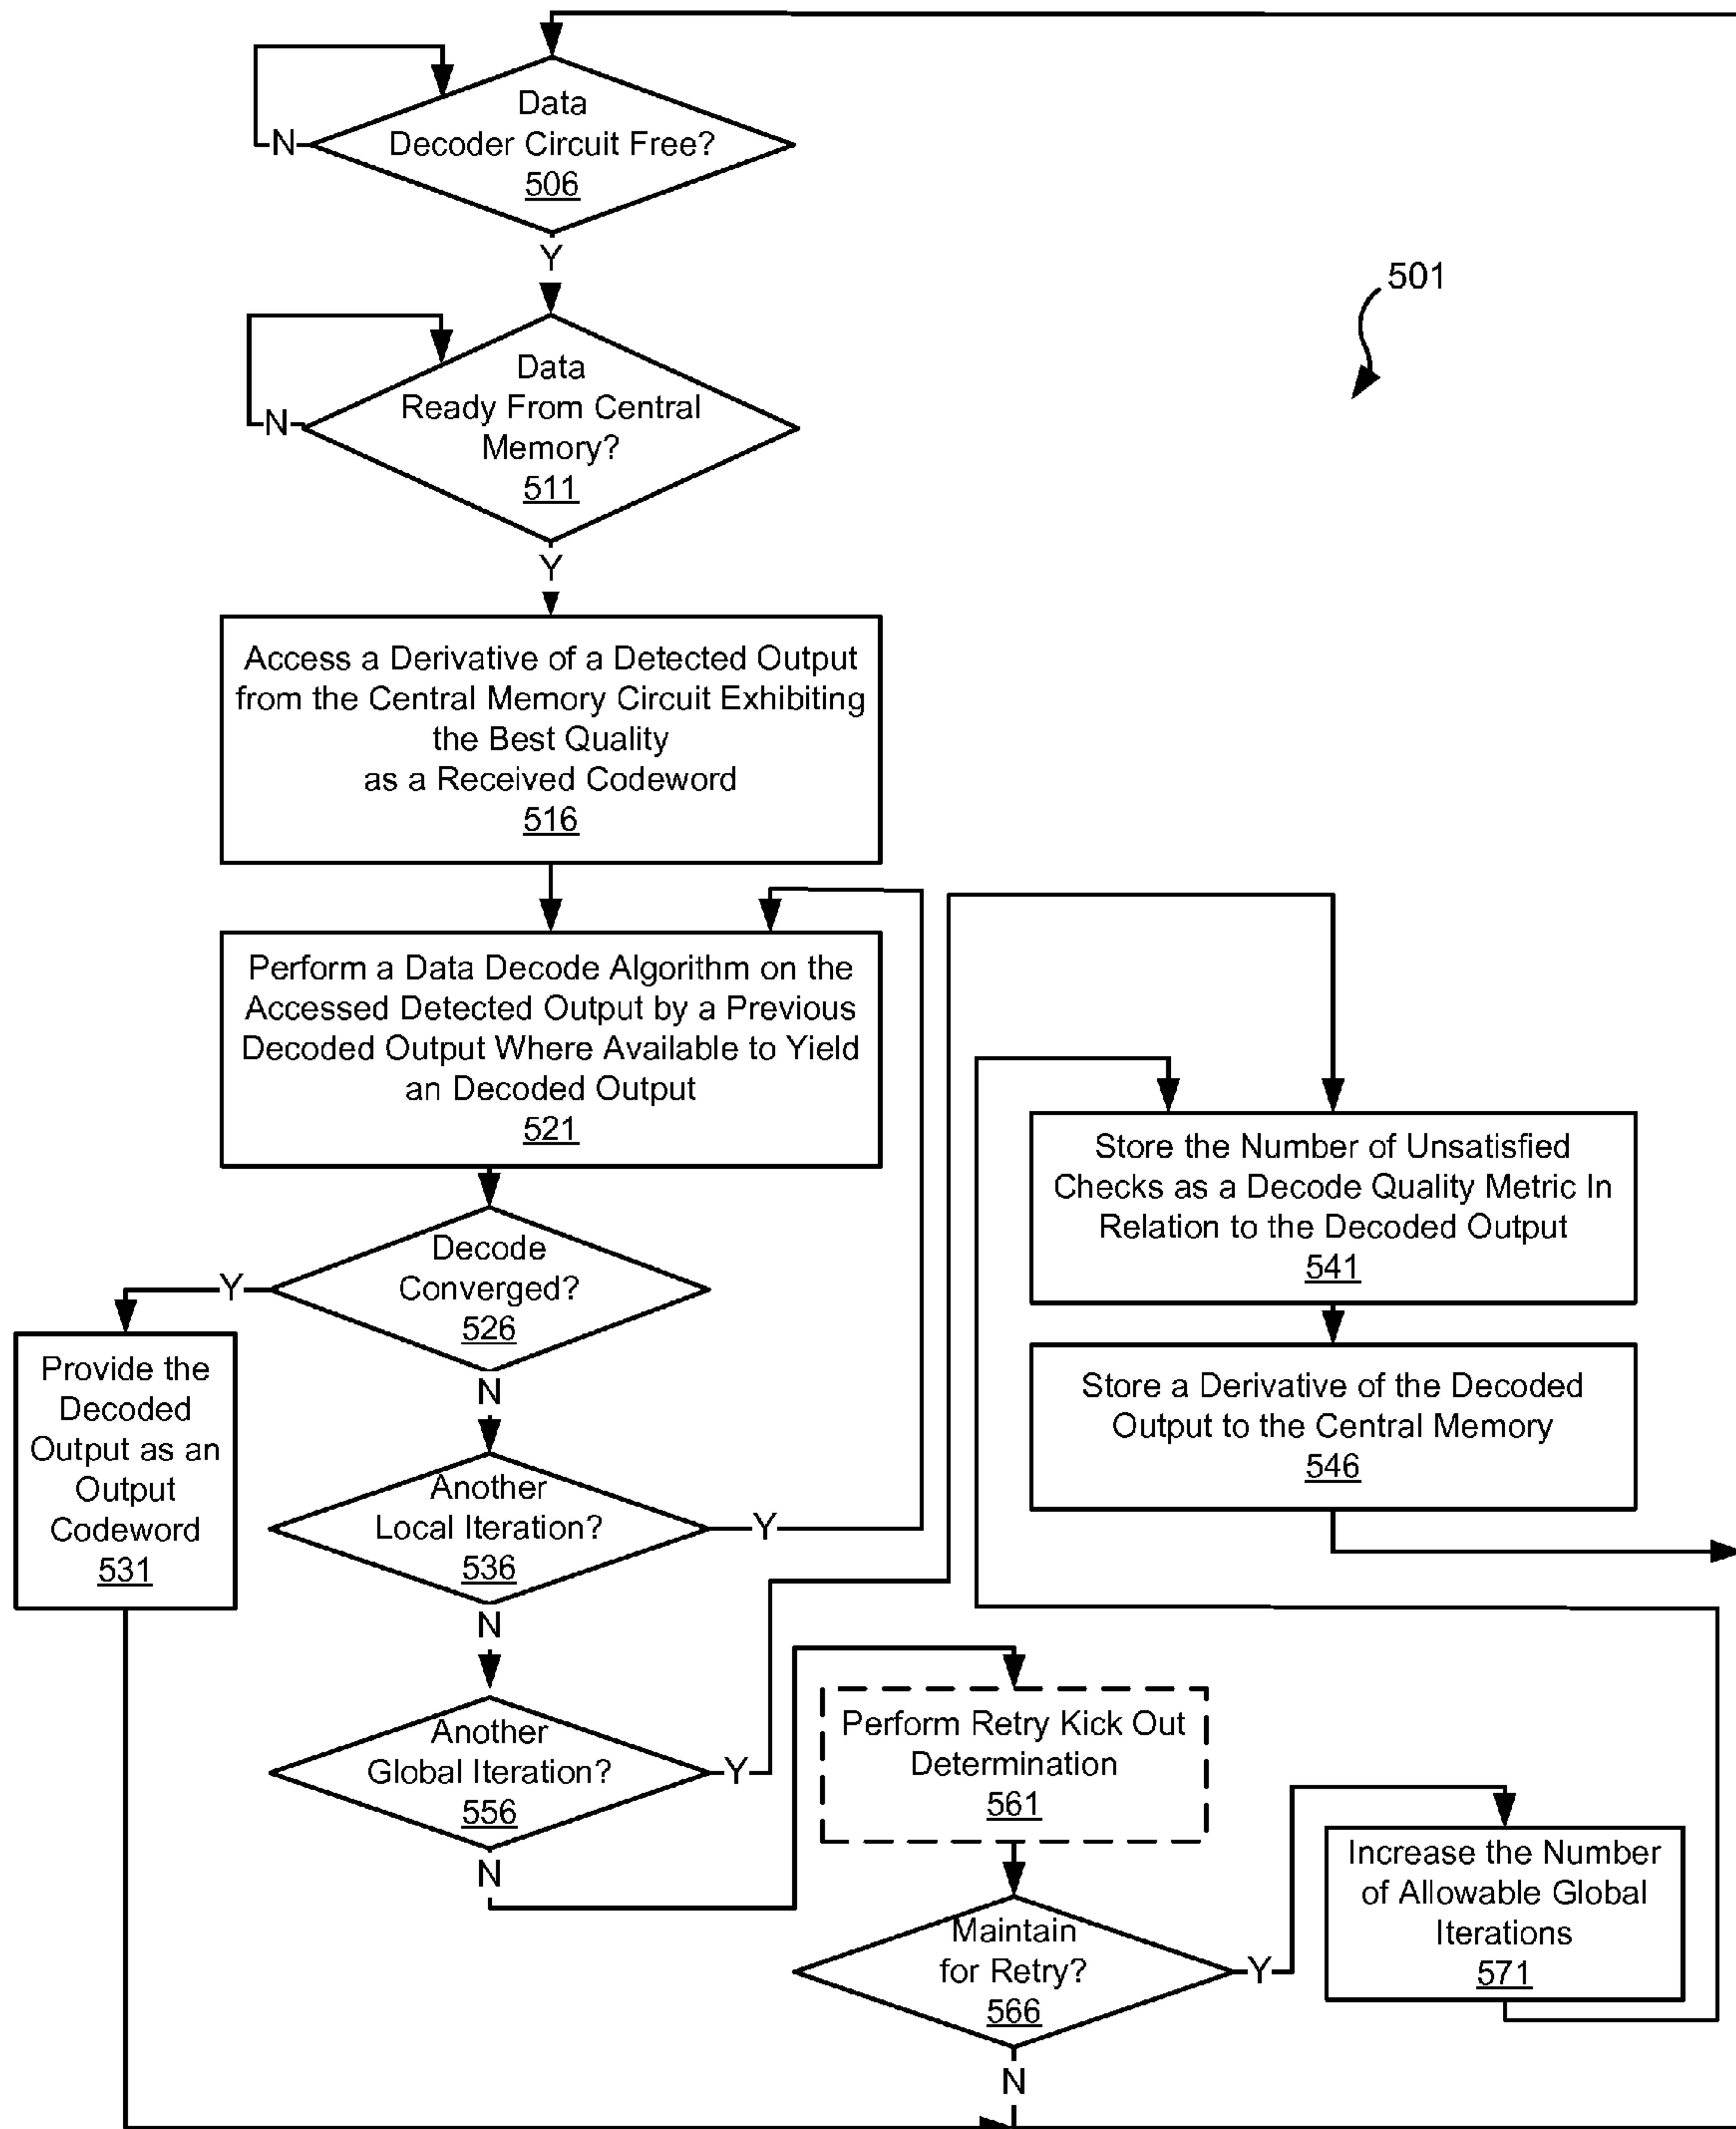 Data
Decoder Circuit Free?
506
N
Y
501
Data
Ready From Central
Memory?
511
N
Y
Access a Derivative of a Detected Output
from the Central Memory Circuit Exhibiting
the Best Quality
as a Received Codeword
516
Perform a Data Decode Algorithm on the
Accessed Detected Output by a Previous
Decoded Output Where Available to Yield
an Decoded Output
521
Decode
Converged?
526
Y
N
Provide the
Decoded
Output as an
Output
Codeword
531
Another
Local Iteration?
536
Y
N
Another
Global Iteration?
556
Y
N
Store the Number of Unsatisfied
Checks as a Decode Quality Metric In
Relation to the Decoded Output
541
Store a Derivative of the Decoded
Output to the Central Memory
546
Perform Retry Kick Out
Determination
561
Maintain
for Retry?
566
Y
N
Increase the Number
of Allowable Global
Iterations
571